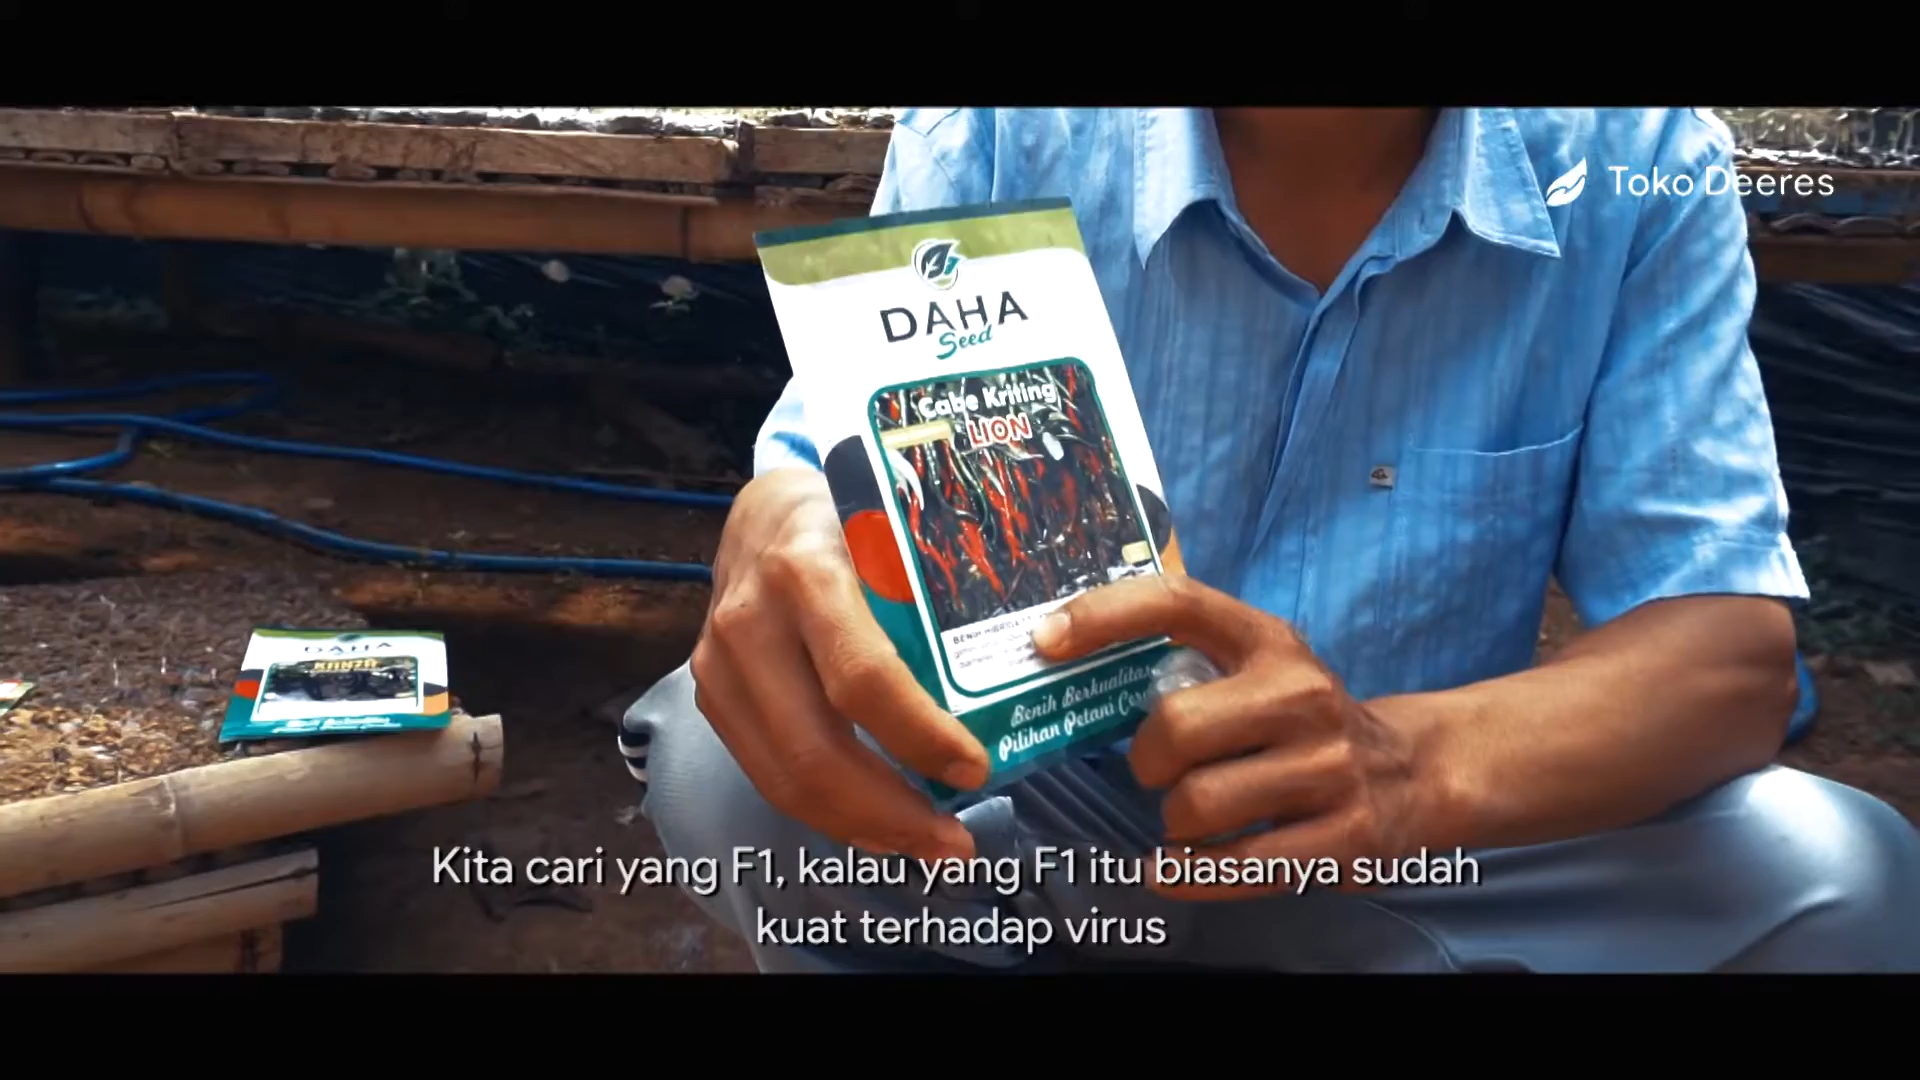 Toko Deeres
DAHA
Seed
Cabe Kriting
LION
Benih Berkualitas
Pilihan Petani
DAHA
KANZA
Kita cari yang F1, kalau yang F1 itu biasanya sudah
kuat terhadap virus